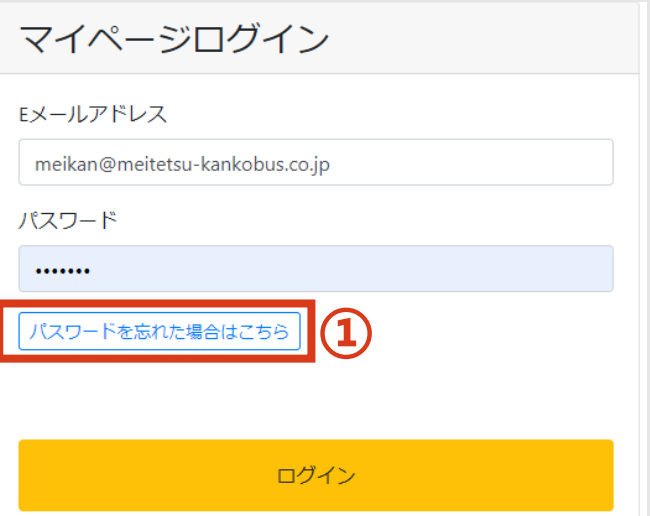 マイページログイン
Eメールアドレス
meikan@meitetsu-kankobus.co.jp
パスワード
•••••••
パスワードを忘れた場合はこちら
①
ログイン